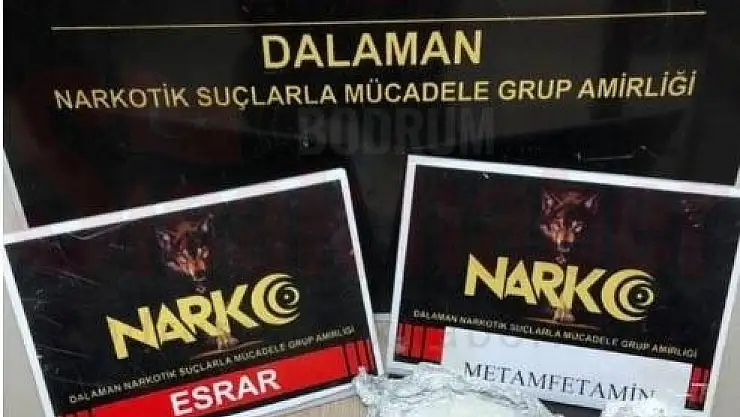 DALAMAN
NARKOTİK SUÇLARLA MÜCADELE GRUP AMİRLİĞİ
BODRUM
NARKO
DALAMAN NARKOTİK SUÇLARLA MÜCADELE GRUP AMİRLİĞİ
METAMFETAMİN
NARKO
DALAMAN NARKOTİK SUÇLARLA MÜCADELE GRUP AMİRLİĞİ
ESRAR